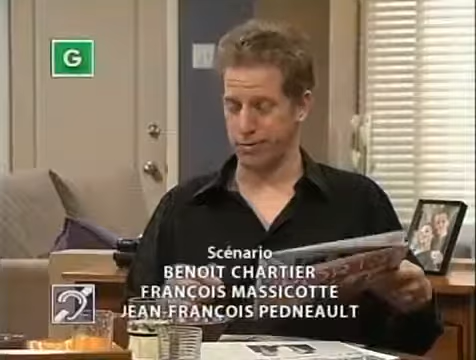 G
Scénario
BENOIT CHARTIER
FRANÇOIS MASSICOTTE
JEAN-FRANÇOIS PEDNEAULT